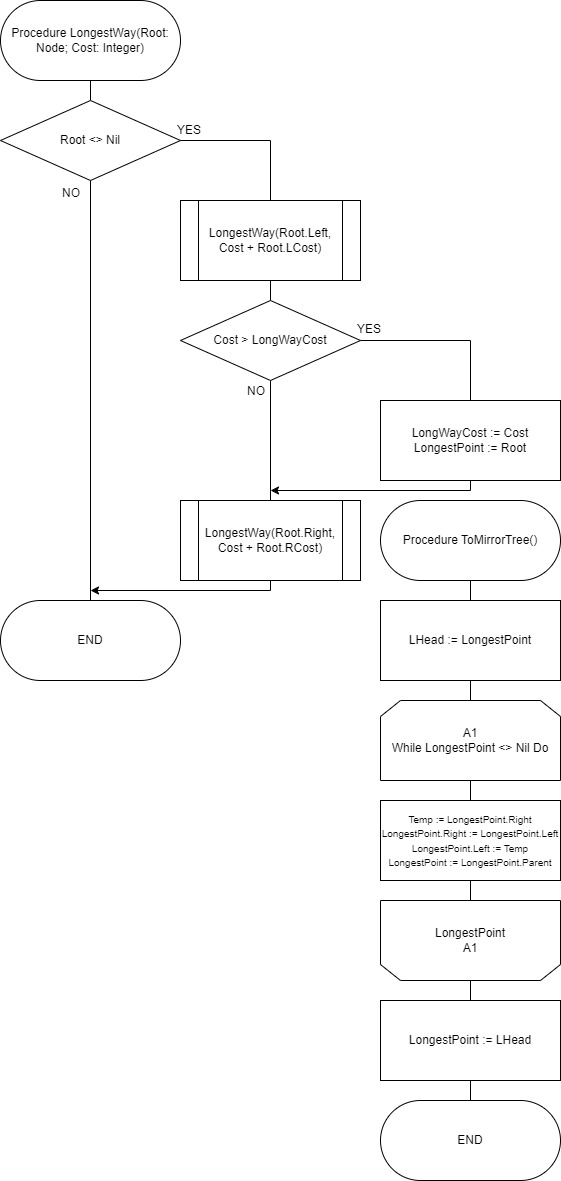 Procedure LongestWay(Root:
Node; Cost: Integer)
Root <> Nil
YES
NO
LongestWay(Root.Left,
Cost + Root.LCost)
Cost > LongWayCost
YES
NO
LongWayCost := Cost
LongestPoint := Root
LongestWay(Root.Right,
Cost + Root.RCost)
END
Procedure ToMirrorTree()
LHead := LongestPoint
A1
While LongestPoint <> Nil Do
Temp := LongestPoint.Right
LongestPoint.Right := LongestPoint.Left
LongestPoint.Left := Temp
LongestPoint := LongestPoint.Parent
LongestPoint
A1
LongestPoint := LHead
END